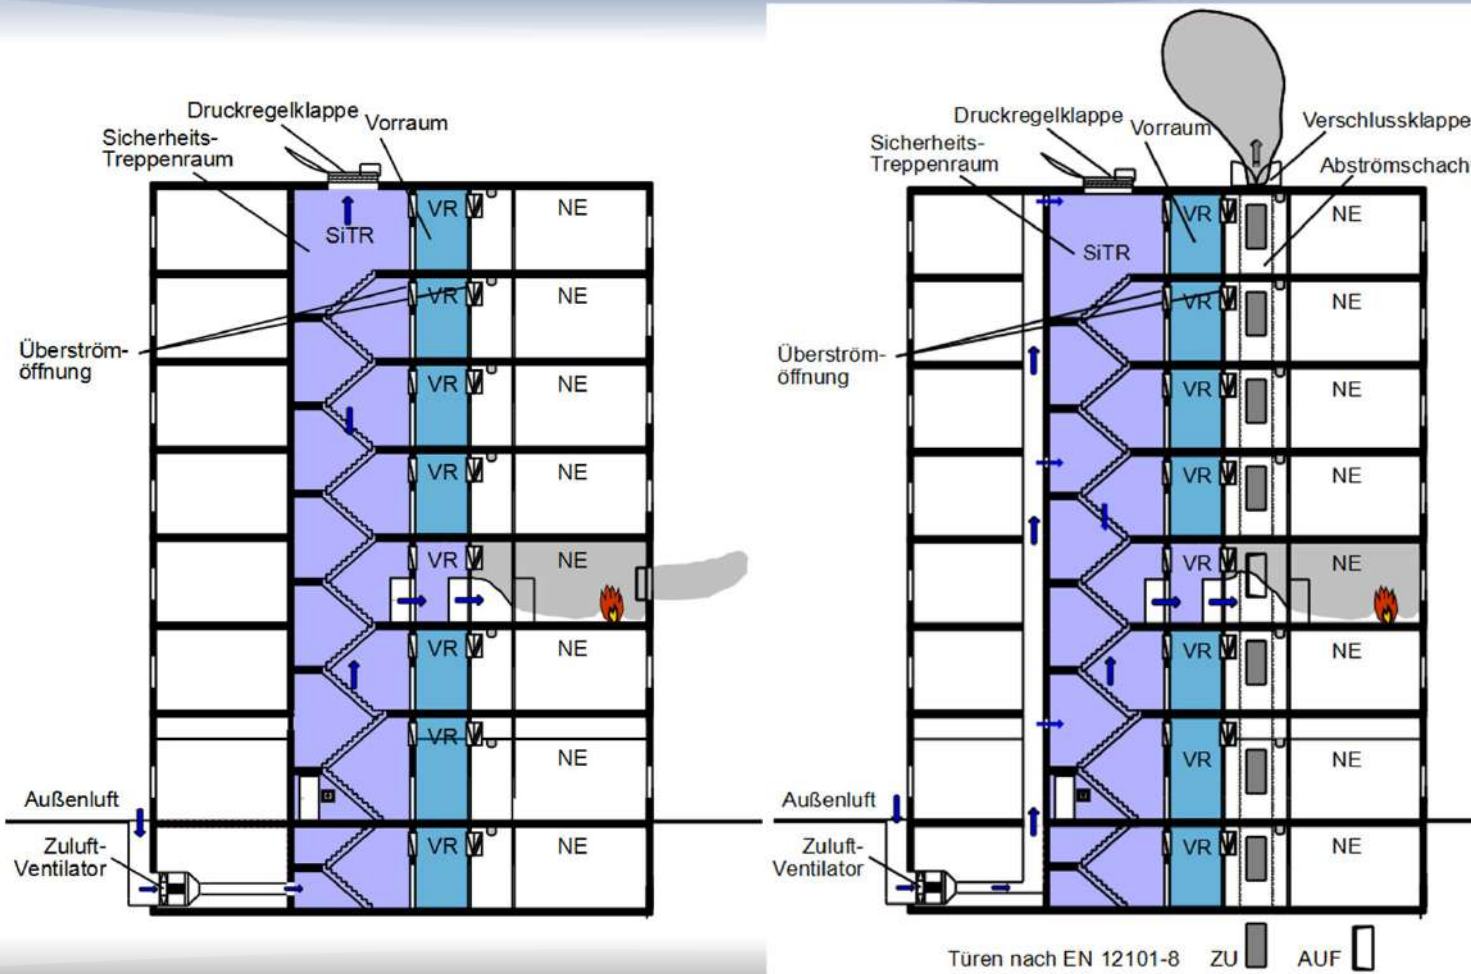 Druckregelklappe
Vorraum
Sicherheits-
Treppenraum
SiTR
VR
NE
VR
NE
Überström-
öffnung
VR
NE
VR
NE
VR
NE
VR
NE
VR
NE
Außenluft
Zuluft-
Ventilator
VR
NE
Druckregelklappe
Vorraum
Verschlussklappe
Sicherheits-
Treppenraum
Abströmschacht
SiTR
VR
NE
VR
NE
Überström-
öffnung
VR
NE
VR
NE
VR
NE
VR
NE
VR
NE
Außenluft
Zuluft-
Ventilator
VR
NE
Türen nach EN 12101-8 ZU AUF